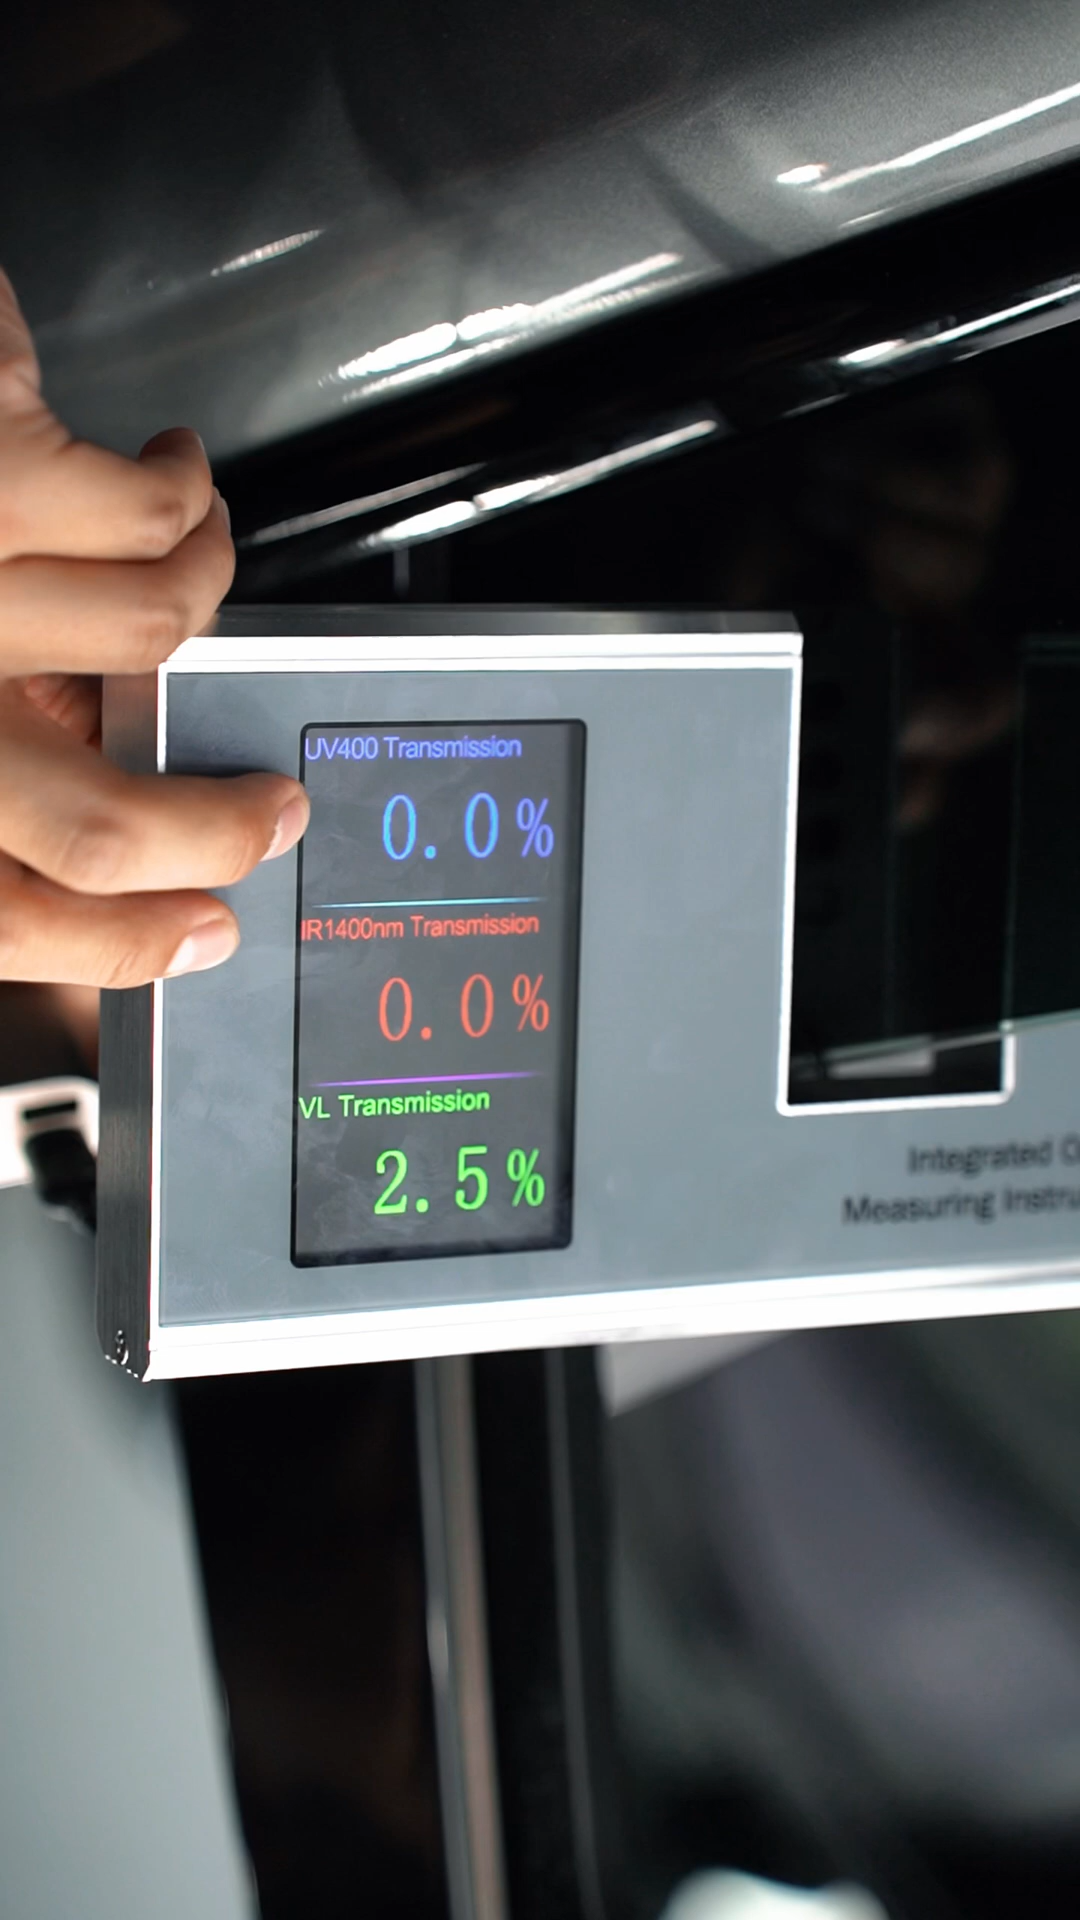 UV400 Transmission
0.0%
IR1400nm Transmission
0.0%
VL Transmission
2.5%
Integrated
Measuring